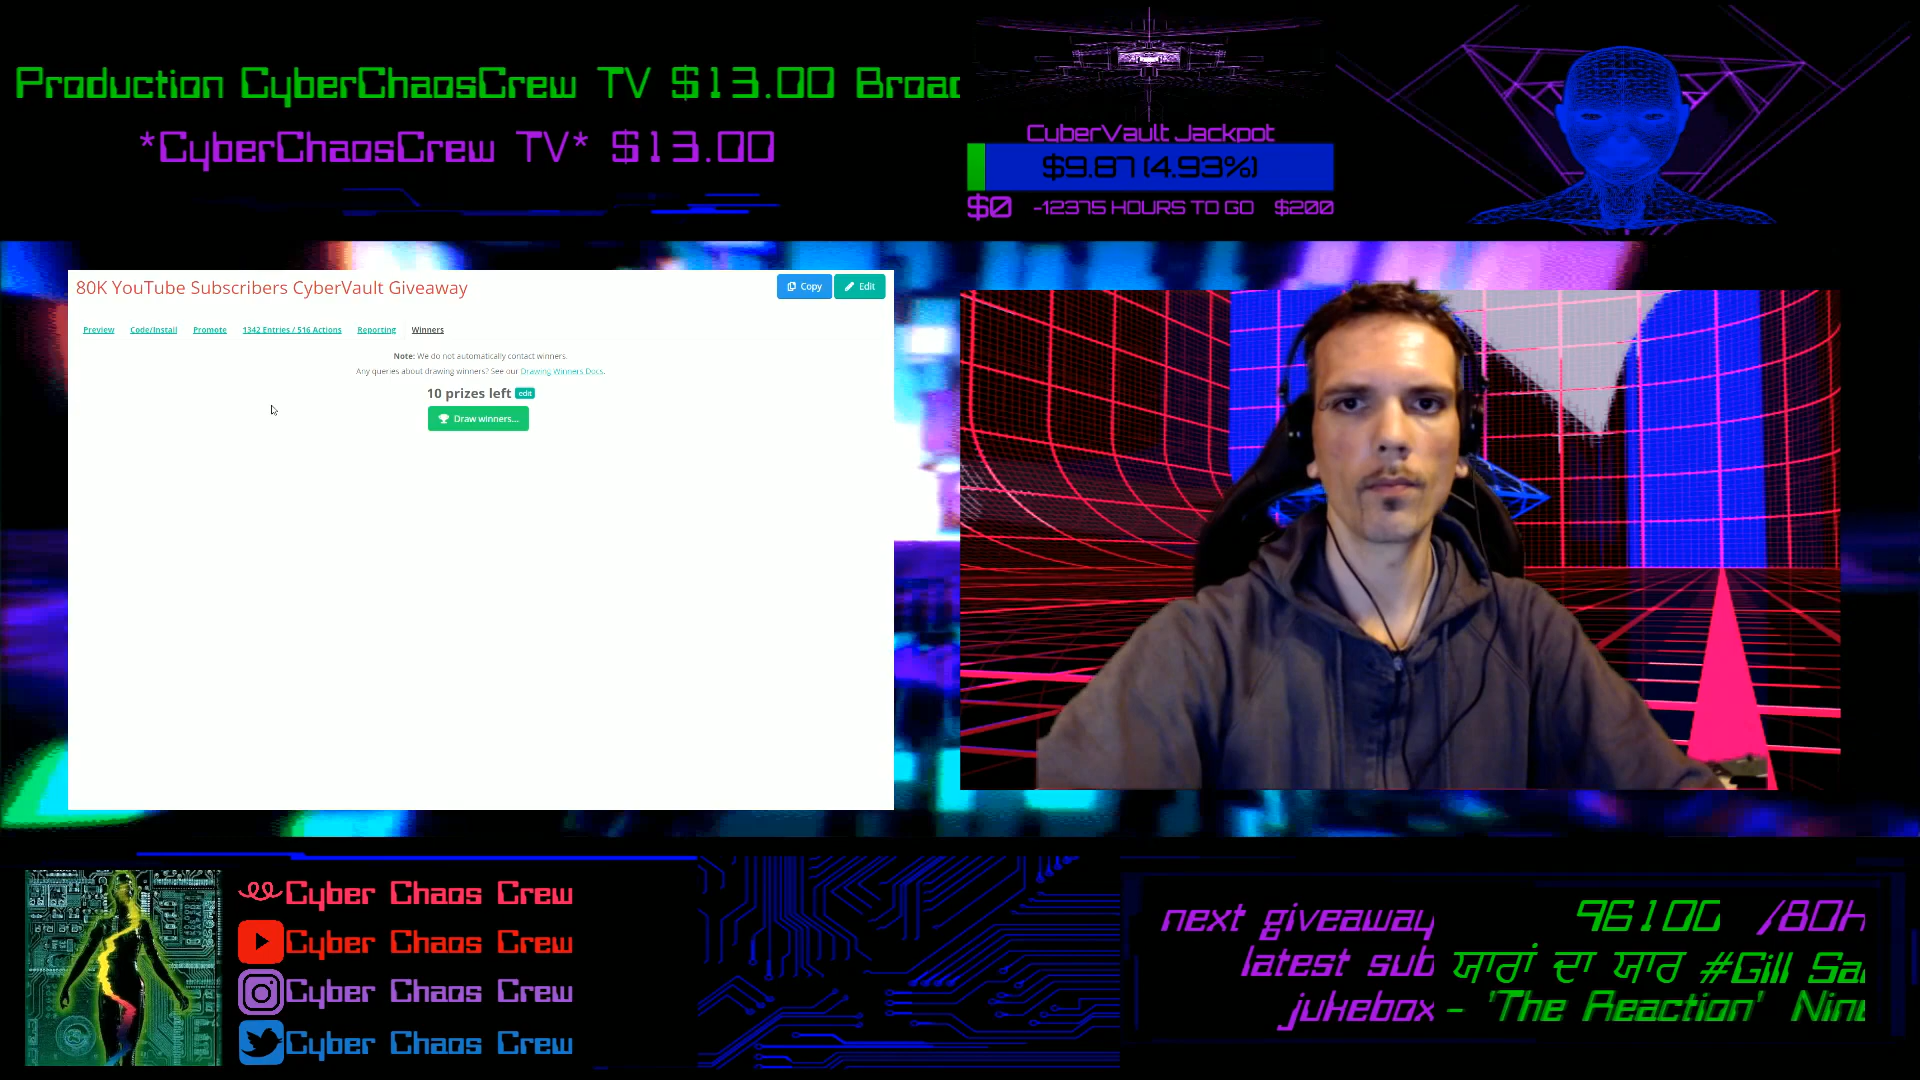 Production CyberChaosCrew TV $13.00 Broad
*CyberChaosCrew TV* $13.00
CyberVault Jackpot
$9.87 (4.93%)
$0 -12375 HOURS TO GO $200
80K YouTube Subscribers CyberVault Giveaway
Copy Edit
Preview Code/Install Promote 1342 Entries / 516 Actions Reporting Winners
Note: We do not automatically contact winners.
Any queries about drawing winners? See our Drawing Winners Docs.
10 prizes left edit
Draw winners...
Cyber Chaos Crew
Cyber Chaos Crew
Cyber Chaos Crew
Cyber Chaos Crew
next giveaway 96100 /80K
latest sub ਯਾਰਾਂ ਦਾ ਯਾਰ #Gill
jukebox - 'The Reaction'